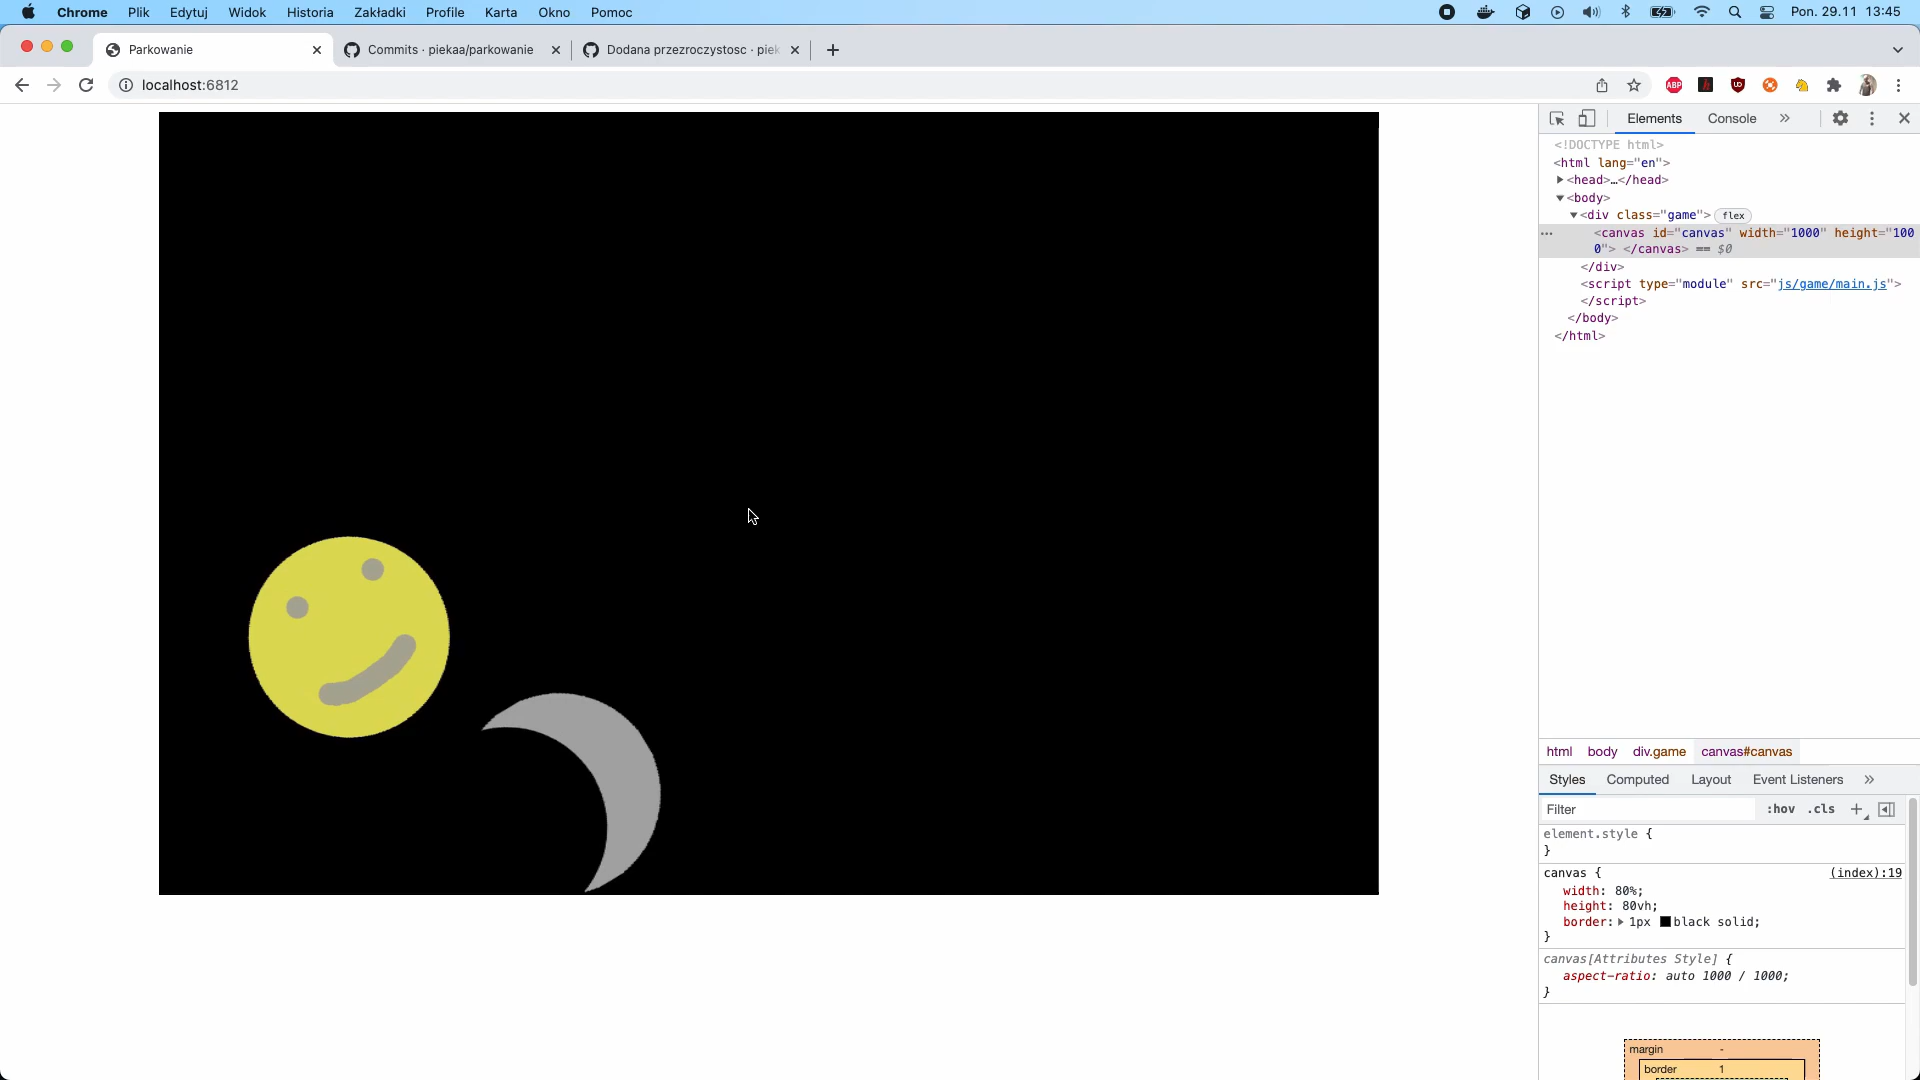 Chrome Plik Edytuj Widok Historia Zakładki Profile Karta Okno Pomoc Pon. 29.11 13:45
Parkowanie Commits · piekaa/parkowanie Dodana przezroczystosc · piek
localhost:6812 ABP
Elements Console
<!DOCTYPE html>
<html lang="en">
<head>…</head>
<body>
<div class="game"> flex
<canvas id="canvas" width="1000" height="100
0"> </canvas> == $0
</div>
<script type="module" src="js/game/main.js">
</script>
</body>
</html>
html body div.game canvas#canvas
Styles Computed Layout Event Listeners
Filter :hov .cls
element.style {
}
canvas { (index):19
width: 80%;
height: 80vh;
border: 1px black solid;
}
canvas[Attributes Style] {
aspect-ratio: auto 1000 / 1000;
}
margin -
border 1